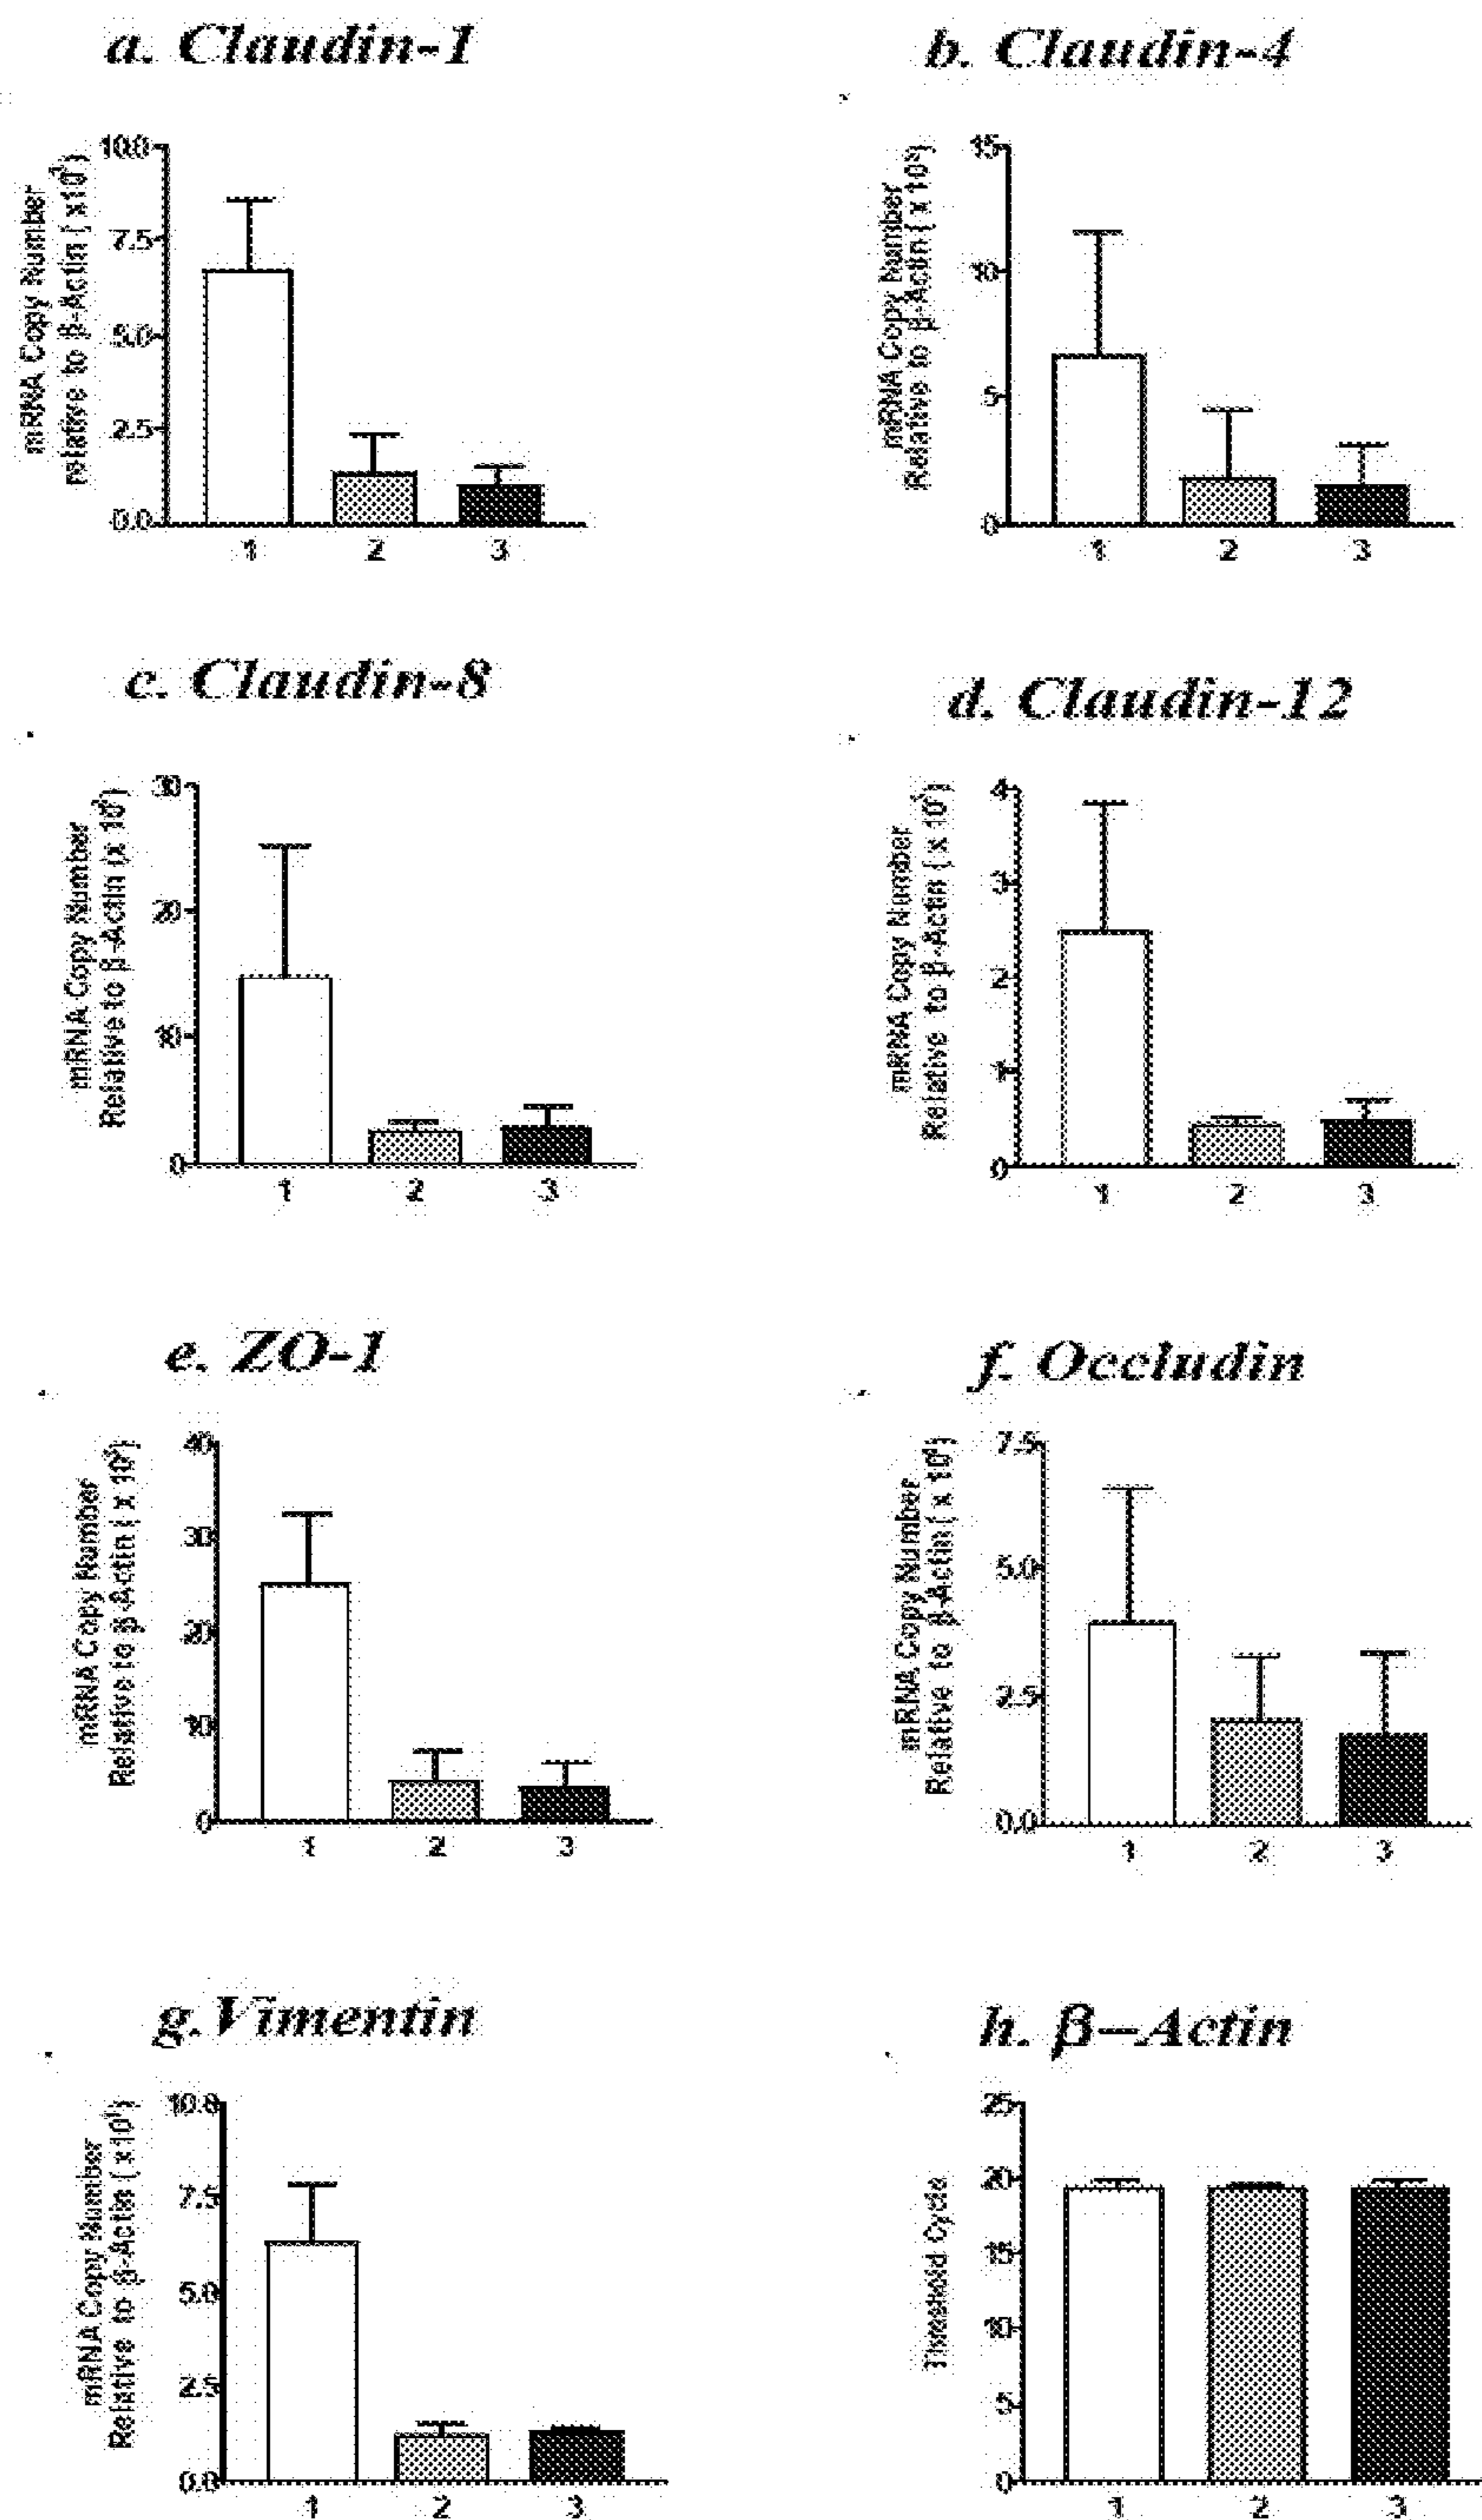 a. Claudin-1
mRNA Copy Number
relative to β-Actin ( x10
10.0
7.5
5.0
2.5
0.0
1 2 3
b. Claudin-4
mRNA Copy Number
Relative to β-Actin ( x 10
15
10
5
0
1 2 3
c. Claudin-8
mRNA Copy Number
Relative to β-Actin (x 10
30
20
10
0
1 2 3
d. Claudin-12
mRNA Copy Number
Relative to β-Actin ( x 10
4
3
2
1
0
1 2 3
e. ZO-1
mRNA Copy Number
Relative to β-Actin ( x 10
40
30
20
10
0
1 2 3
f. Occludin
mRNA Copy Number
Relative to β-Actin ( x 10
7.5
5.0
2.5
0.0
1 2 3
g.Vimentin
mRNA Copy Number
Relative to β-Actin ( x 10
10.0
7.5
5.0
2.5
0.0
1 2 3
h. β–Actin
Threshold Cycle
25
20
15
10
5
0
1 2 3